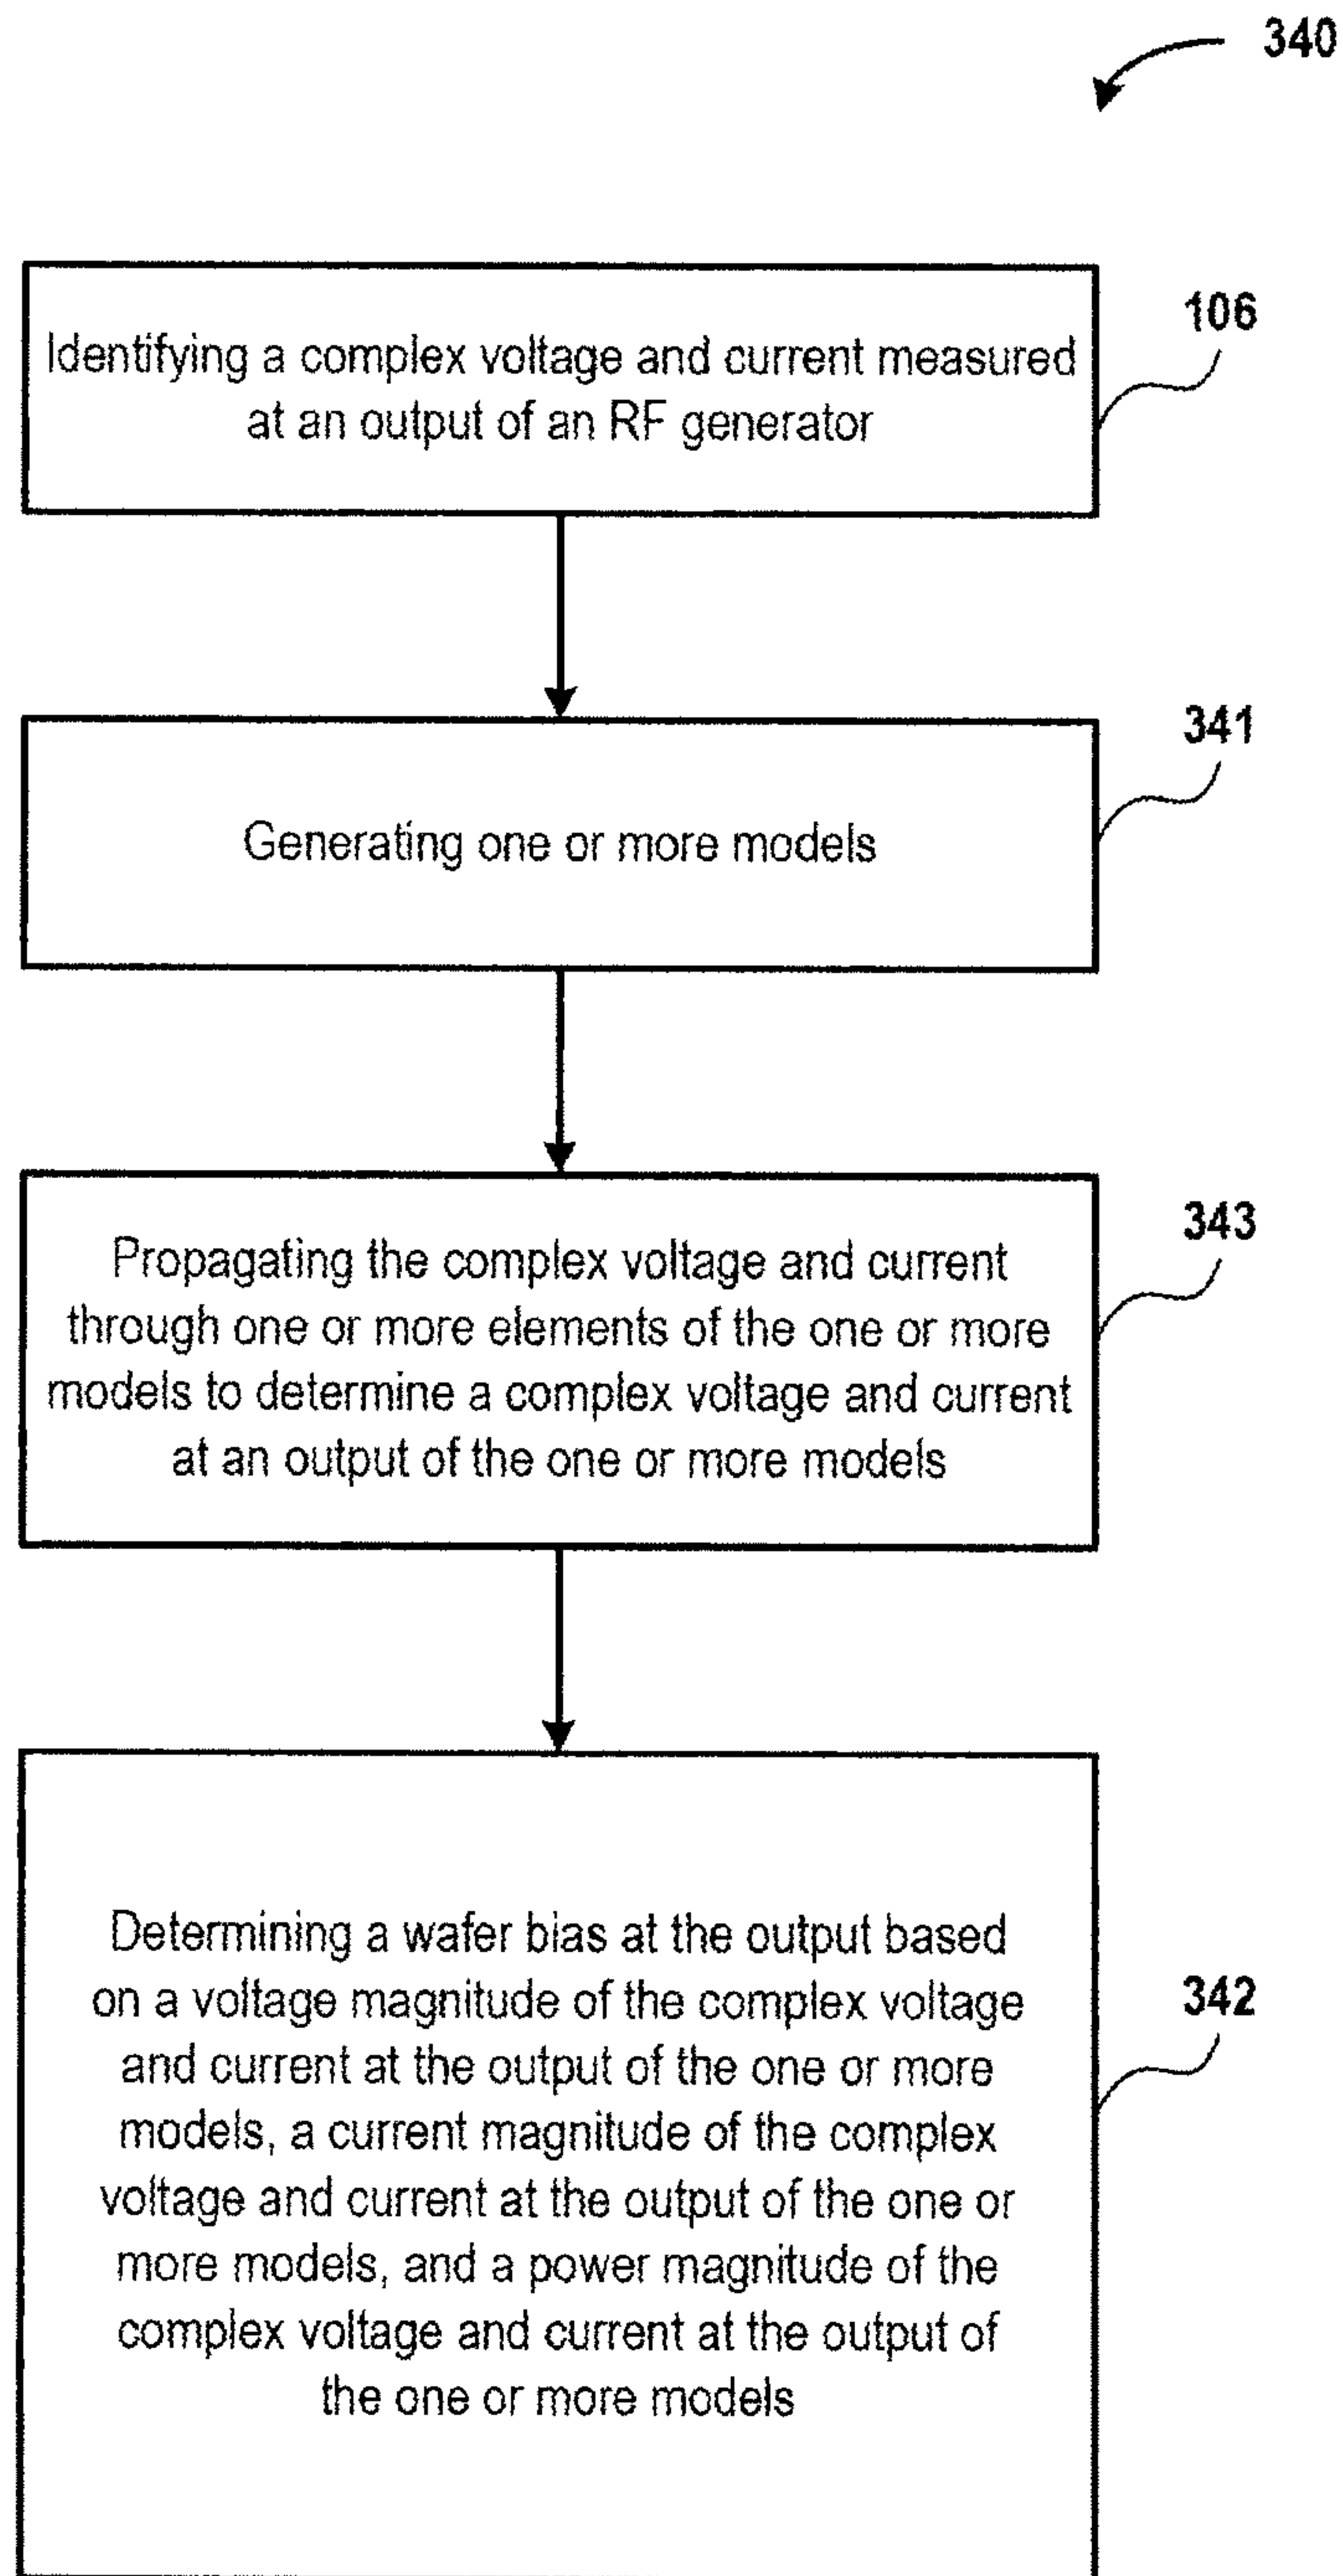 340
Identifying a complex voltage and current measured
at an output of an RF generator
106
Generating one or more models
341
Propagating the complex voltage and current
through one or more elements of the one or more
models to determine a complex voltage and current
at an output of the one or more models
343
Determining a wafer bias at the output based
on a voltage magnitude of the complex voltage
and current at the output of the one or more
models, a current magnitude of the complex
voltage and current at the output of the one or
more models, and a power magnitude of the
complex voltage and current at the output of
the one or more models
342